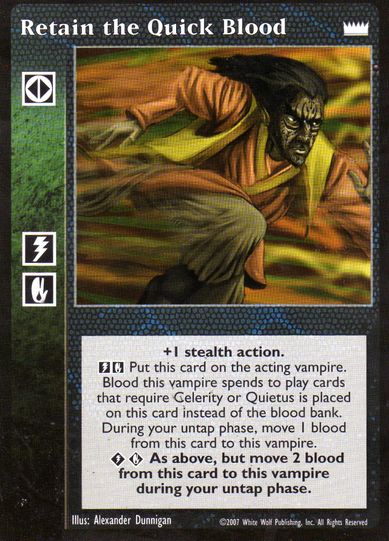 Retain the Quick Blood
+1 stealth action.
Put this card on the acting vampire.
Blood this vampire spends to play cards
that require Celerity or Quietus is placed
on this card instead of the blood bank.
During your untap phase, move 1 blood
from this card to this vampire.
As above, but move 2 blood
from this card to this vampire
during your untap phase.
Illus: Alexander Dunnigan
©2007 White Wolf Publishing, Inc. All Rights Reserved